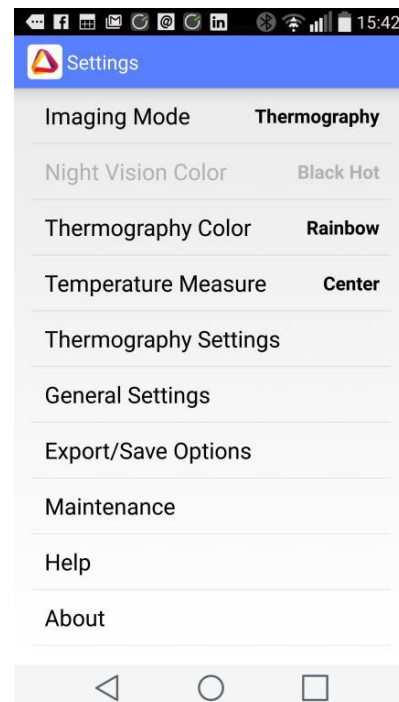 15:42
Settings
Imaging Mode Thermography
Night Vision Color Black Hot
Thermography Color Rainbow
Temperature Measure Center
Thermography Settings
General Settings
Export/Save Options
Maintenance
Help
About